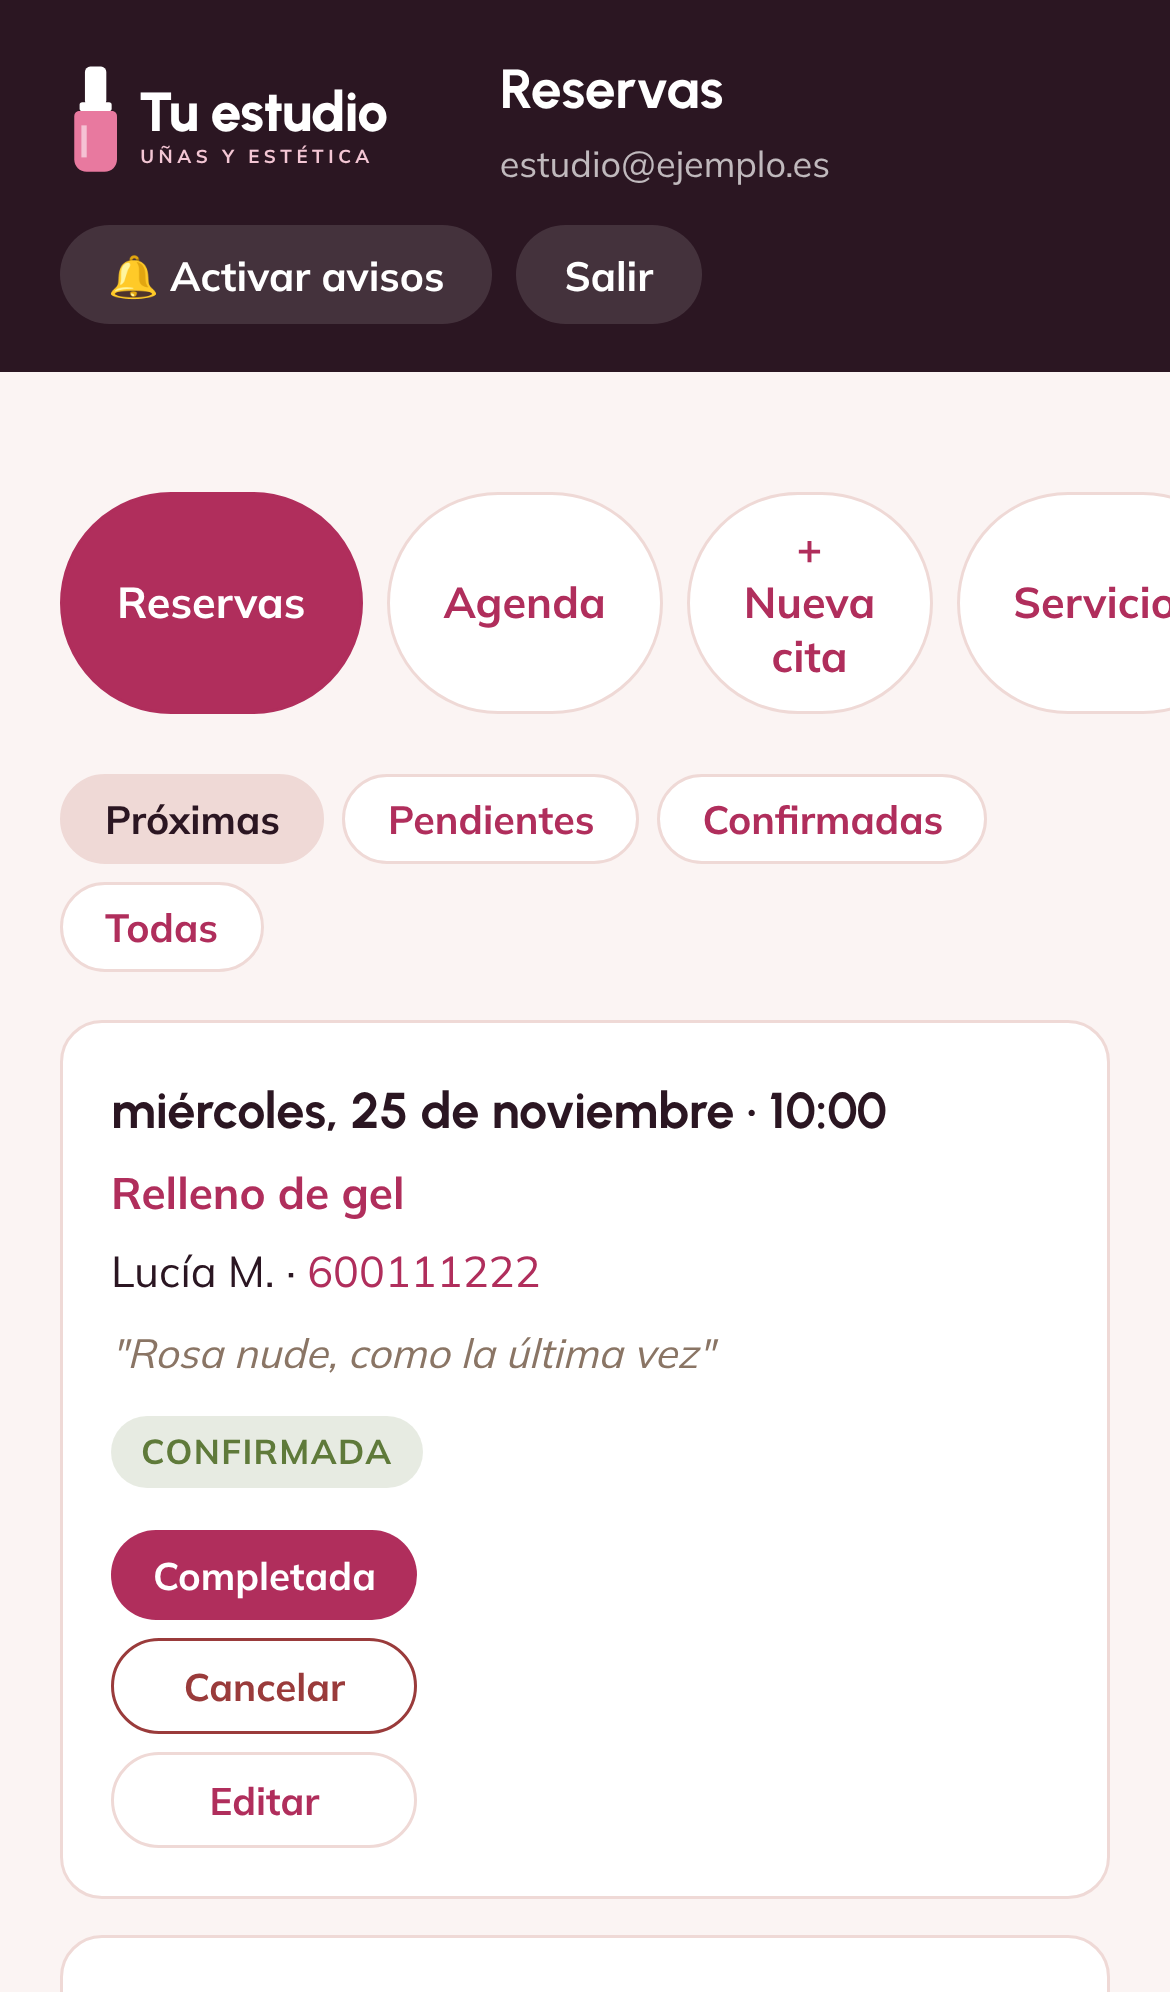 Tu estudio
UÑAS Y ESTÉTICA
Reservas
estudio@ejemplo.es
🔔 Activar avisos
Salir
Reservas
Agenda
+
Nueva
cita
Servicio
Próximas
Pendientes
Confirmadas
Todas
miércoles, 25 de noviembre · 10:00
Relleno de gel
Lucía M. · 600111222
"Rosa nude, como la última vez"
CONFIRMADA
Completada
Cancelar
Editar